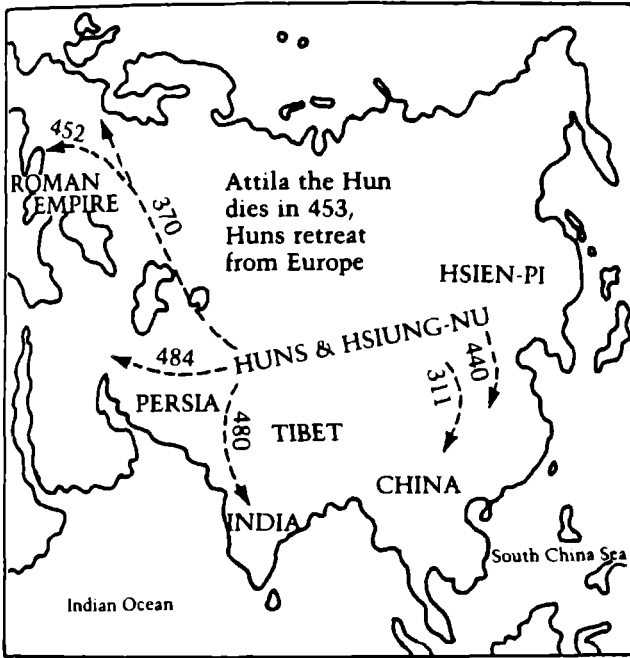 452
ROMAN
EMPIRE
370
Attila the Hun
dies in 453,
Huns retreat
from Europe
HSIEN-PI
HUNS & HSIUNG-NU
484
440
311
PERSIA
480
TIBET
CHINA
INDIA
South China Sea
Indian Ocean